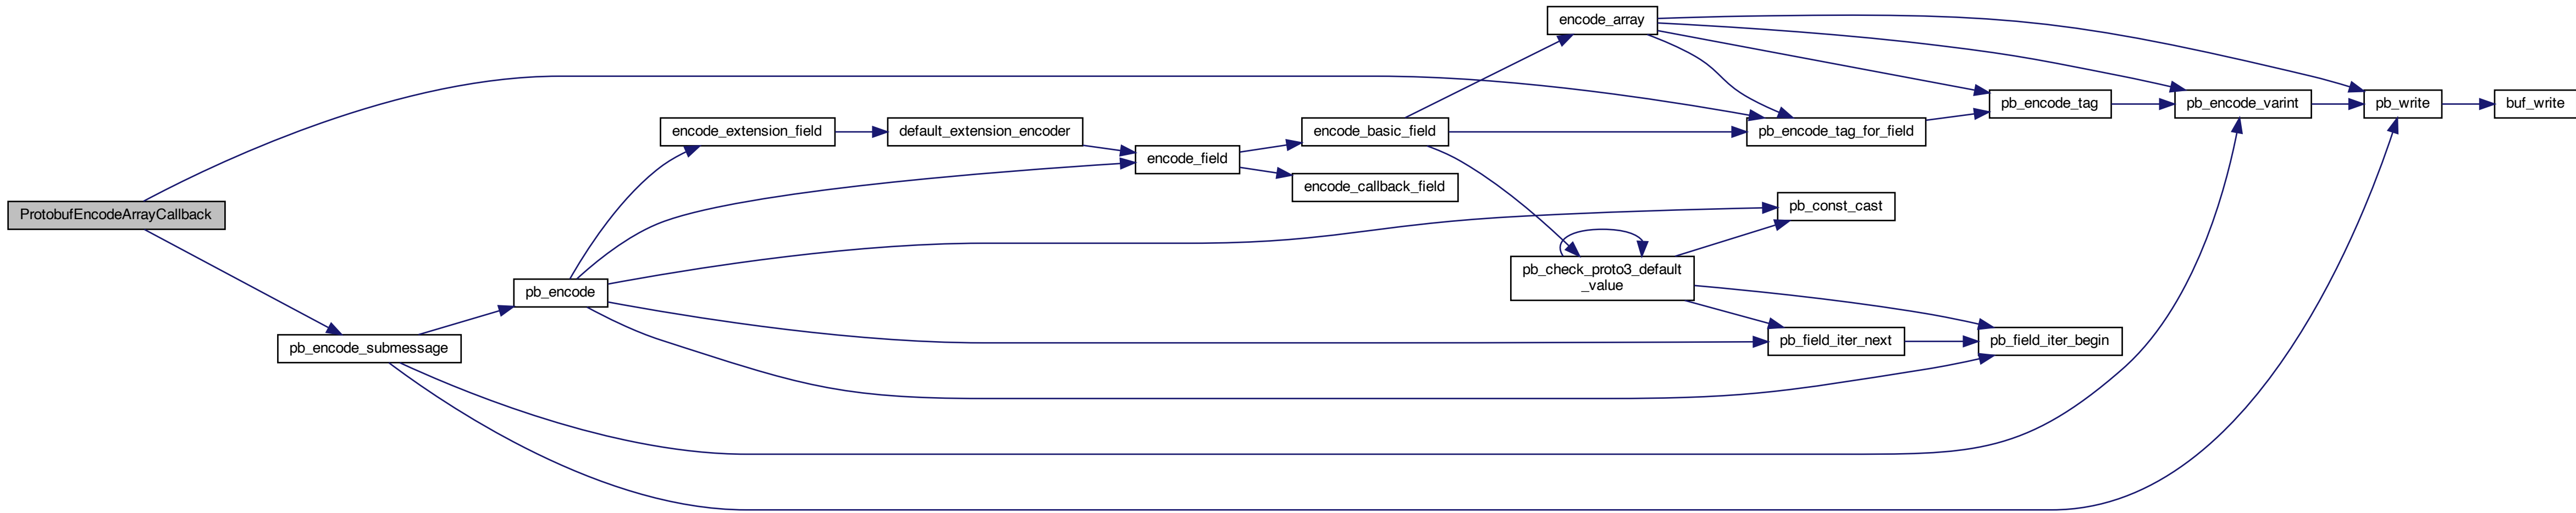 ProtobufEncodeArrayCallback
pb_encode_submessage
pb_encode
encode_extension_field
default_extension_encoder
encode_field
encode_basic_field
encode_callback_field
encode_array
pb_check_proto3_default
_value
pb_encode_tag_for_field
pb_const_cast
pb_field_iter_next
pb_field_iter_begin
pb_encode_tag
pb_encode_varint
pb_write
buf_write